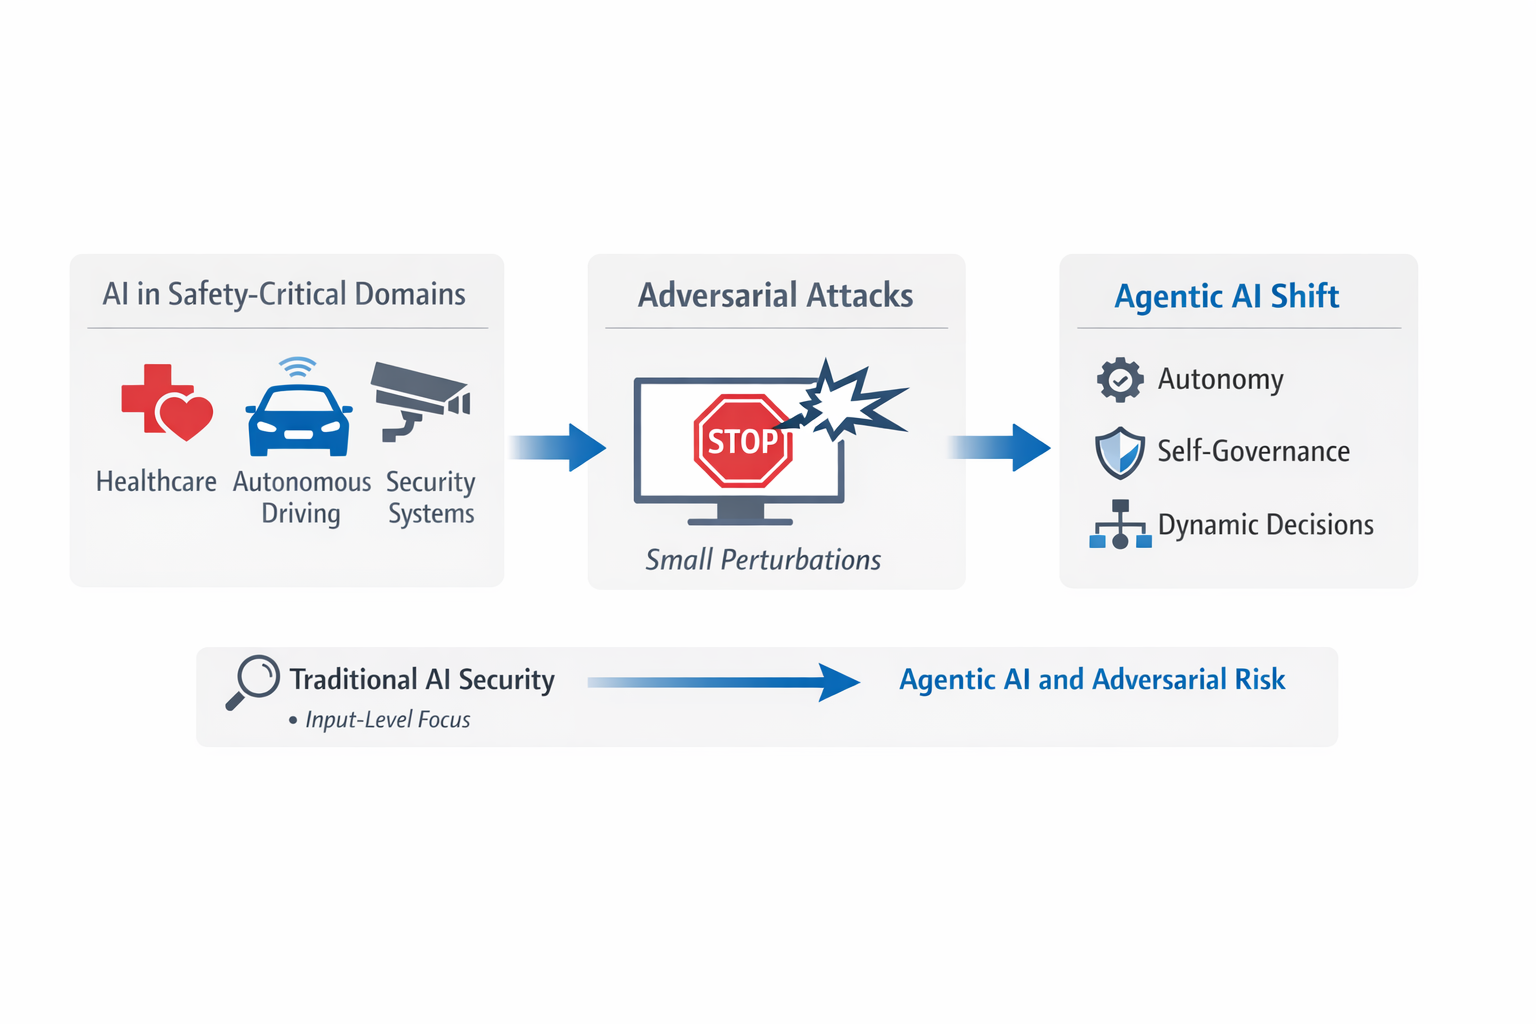 AI in Safety-Critical Domains
Healthcare
Autonomous
Driving
Security
Systems
Adversarial Attacks
STOP
Small Perturbations
Agentic AI Shift
Autonomy
Self-Governance
Dynamic Decisions
Traditional AI Security
• Input-Level Focus
Agentic AI and Adversarial Risk